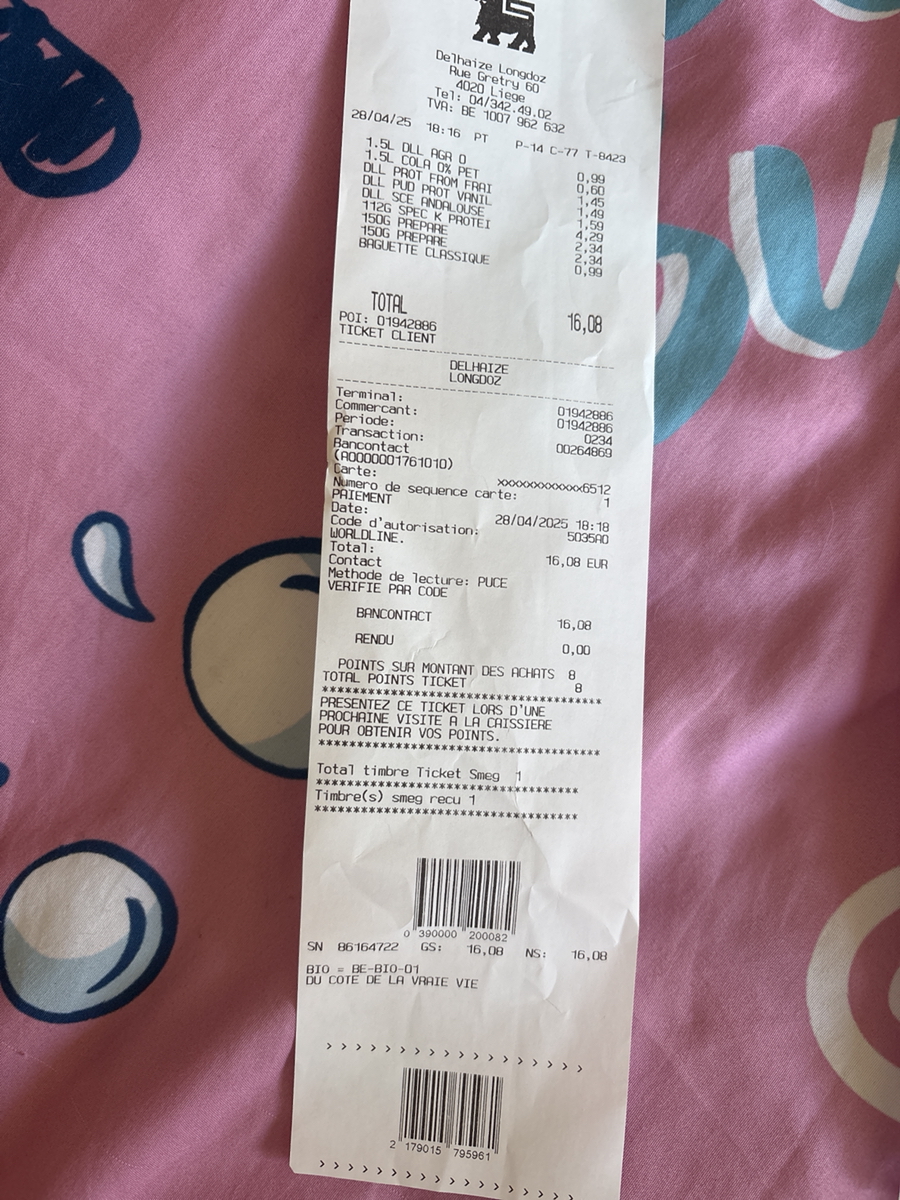 Delhaize Longdoz
Rue Gretry 60
4020 Liege
Tel: 04/342.49.02
TVA: BE 1007 962 632
28/04/25 18:16 PT P-14 C-77 T-8423
1.5L DLL AGR O 0,99
1.5L COLA 0% PET 0,60
DLL PROT FROM FRAI 1,45
DLL PUD PROT VANIL 1,49
DLL SCE ANDALOUSE 1,59
112G SPEC K PROTEI 4,29
150G PREPARE 2,34
150G PREPARE 2,34
BAGUETTE CLASSIQUE 0,99
TOTAL 16,08
POI: 01942886
TICKET CLIENT
--------------------------------
DELHAIZE
LONGDOZ
--------------------------------
Terminal: 01942886
Commercant: 01942886
Periode: 0234
Transaction: 00264869
Bancontact
(A0000001761010)
Carte: xxxxxxxxxxxxx6512
Numero de sequence carte: 1
PAIEMENT
Date: 28/04/2025 18:18
Code d'autorisation: 5035A0
WORLDLINE.
Total: 16,08 EUR
Contact
Methode de lecture: PUCE
VERIFIE PAR CODE
BANCONTACT 16,08
RENDU 0,00
POINTS SUR MONTANT DES ACHATS 8
TOTAL POINTS TICKET 8
**********************************
PRESENTEZ CE TICKET LORS D'UNE
PROCHAINE VISITE A LA CAISSIERE
POUR OBTENIR VOS POINTS.
**********************************
Total timbre Ticket Smeg 1
********************************
Timbre(s) smeg recu 1
********************************
0 390000 200082
SN 86164722 GS: 16,08 NS: 16,08
BIO = BE-BIO-01
DU COTE DE LA VRAIE VIE
> > > > > > > > > > > > > > > > > >
2 179015 795961
> > > > > > > > > > > > > > > > > >